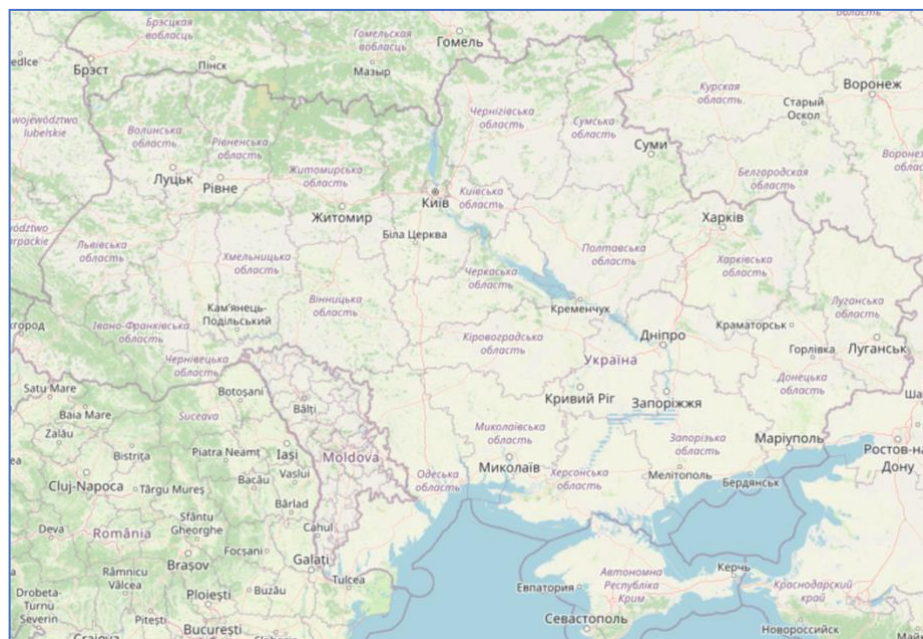 Брэсцкая
вобласць
Гомельская
вобласць
Гомель
область
Брэст
Пінск
Мазыр
Курская
область
Воронеж
Старый
Оскол
województwo
lubelskie
Волинська
область
Рівненська
область
Чернігівська
область
Сумська
область
Суми
Белгородская
область
Луцьк
Рівне
Житомирська
область
Київ
Київська
область
Житомир
Біла Церква
Харків
Львівська
область
Хмельницька
область
Полтавська
область
Харківська
область
Черкаська
область
Вінницька
область
Кам'янець-
Подільський
Кременчук
Луганська
область
Івано-Франківська
область
Кіровоградська
область
Дніпро
Краматорськ
Луганськ
Україна
Горлівка
Чернівецька
область
Донецька
область
Satu Mare
Botoșani
Baia Mare
Suceava
Bălți
Кривий Ріг
Запоріжжя
Zalău
Bistrița
Piatra Neamț
Iași
Moldova
Миколаївська
область
Запорізька
область
Маріуполь
Ростов-на-
Дону
Cluj-Napoca
Târgu Mureș
Bacău
Vaslui
Одеська
область
Миколаїв
Херсонська
область
Мелітополь
Бердянськ
Bârlad
Deva
România
Sfântu
Gheorghe
Cahul
Focșani
Galați
Brașov
Râmnicu
Vâlcea
Tulcea
Buzău
Ploiești
Drobeta-
Turnu
Severin
Pitești
București
Craiova
Автономна
Республіка
Крим
Керчь
Евпатория
Севастополь
Краснодарский
край
Новороссийск